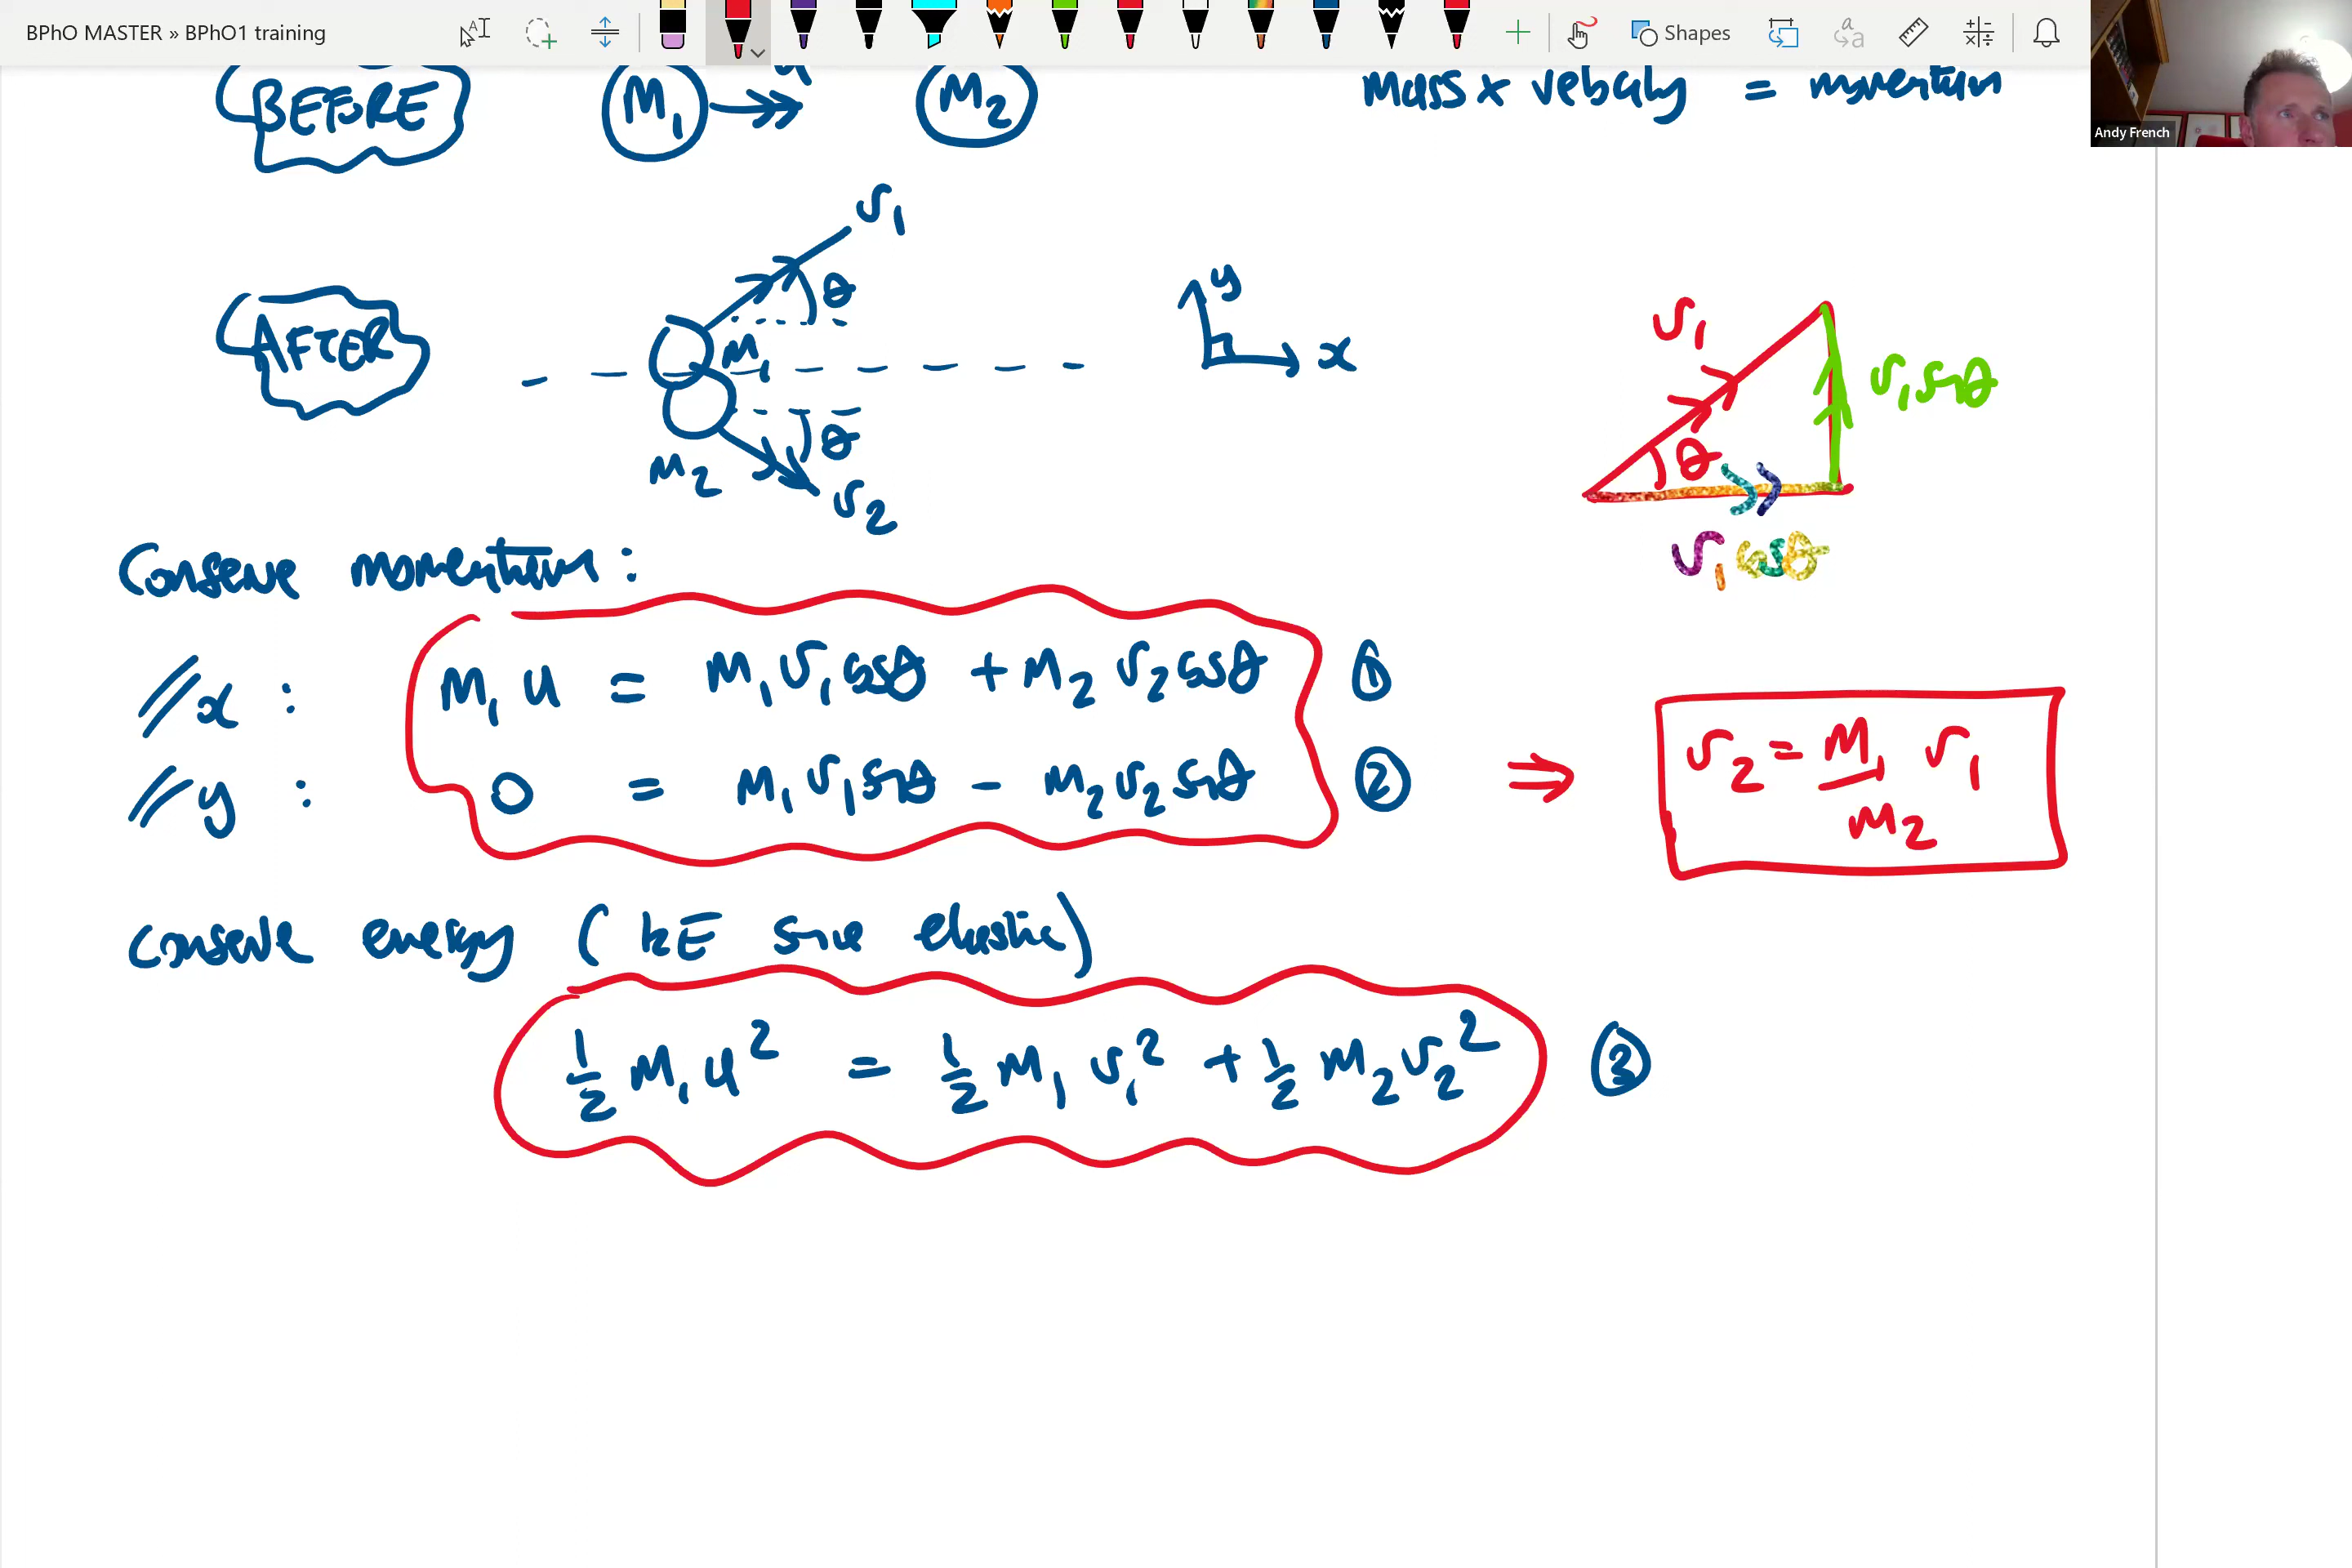 BPhO MASTER » BPhO1 training
Shapes
Andy French
BEFORE
M₁
M₂
mass x velocity = momentum
AFTER
v₁
θ
M₁
θ
M₂
v₂
y
x
v₁
θ
v₁ sinθ
v₁ cosθ
Conserve momentum :
//x : M₁ u = M₁ v₁ cosθ + M₂ v₂ cosθ ①
//y : 0 = M₁ v₁ sinθ - M₂ v₂ sinθ ②
⇒ v₂ = M₁/M₂ v₁
conserve energy (kE since elastic)
½ M₁ u² = ½ M₁ v₁² + ½ M₂ v₂² ③